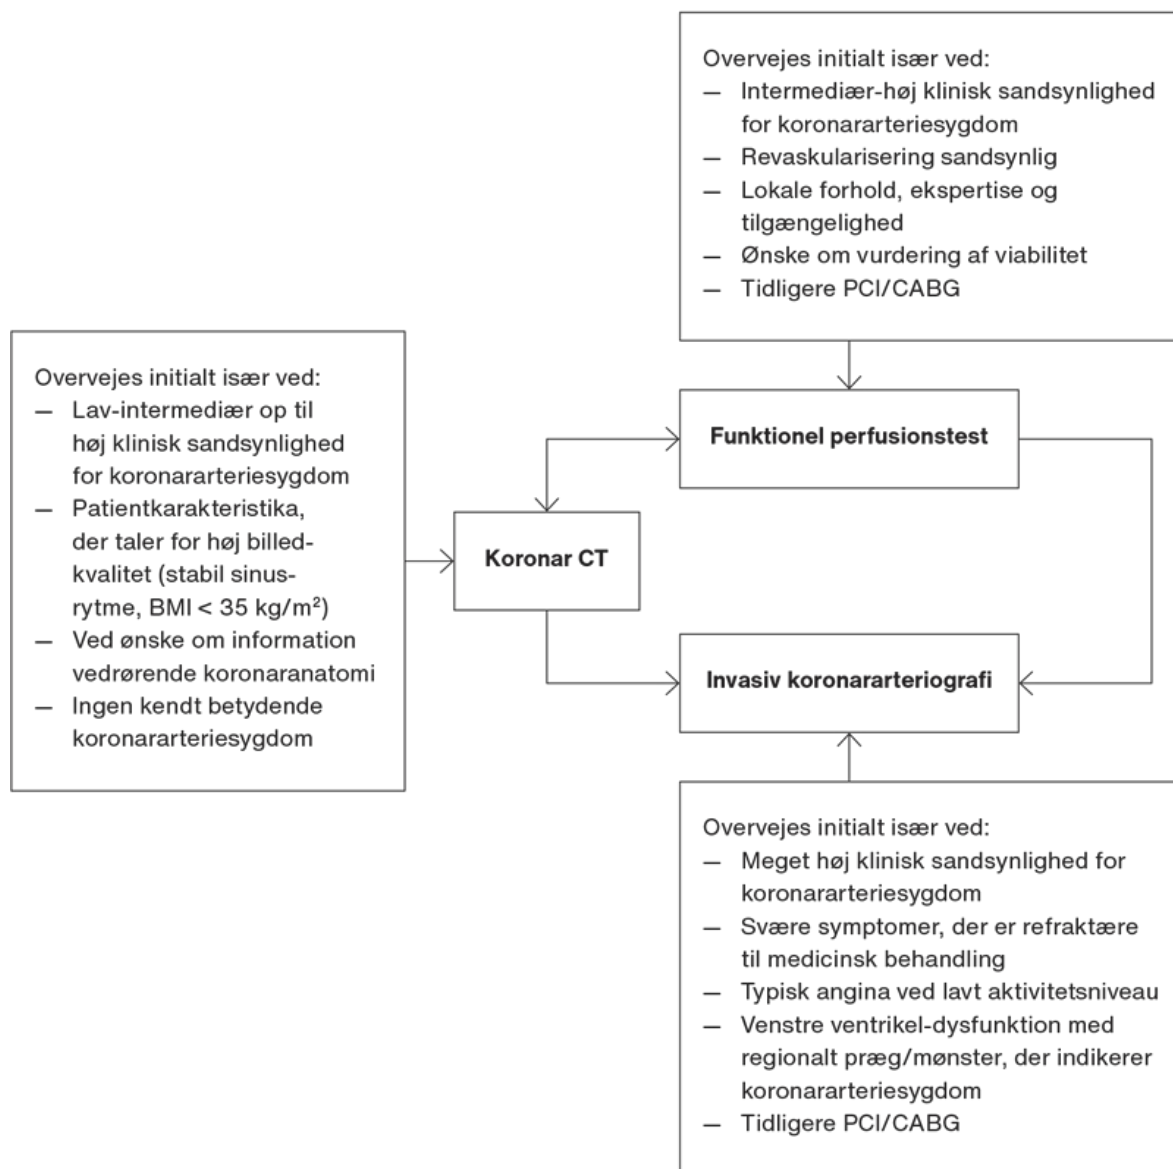 Overvejes initialt især ved:
— Intermediær-høj klinisk sandsynlighed
for koronararteriesygdom
— Revaskularisering sandsynlig
— Lokale forhold, ekspertise og
tilgængelighed
— Ønske om vurdering af viabilitet
— Tidligere PCI/CABG
Overvejes initialt især ved:
— Lav-intermediær op til
høj klinisk sandsynlighed
for koronararteriesygdom
— Patientkarakteristika,
der taler for høj billed-
kvalitet (stabil sinus-
rytme, BMI < 35 kg/m²)
— Ved ønske om information
vedrørende koronaranatomi
— Ingen kendt betydende
koronararteriesygdom
Funktionel perfusionstest
Koronar CT
Invasiv koronararteriografi
Overvejes initialt især ved:
— Meget høj klinisk sandsynlighed for
koronararteriesygdom
— Svære symptomer, der er refraktære
til medicinsk behandling
— Typisk angina ved lavt aktivitetsniveau
— Venstre ventrikel-dysfunktion med
regionalt præg/mønster, der indikerer
koronararteriesygdom
— Tidligere PCI/CABG